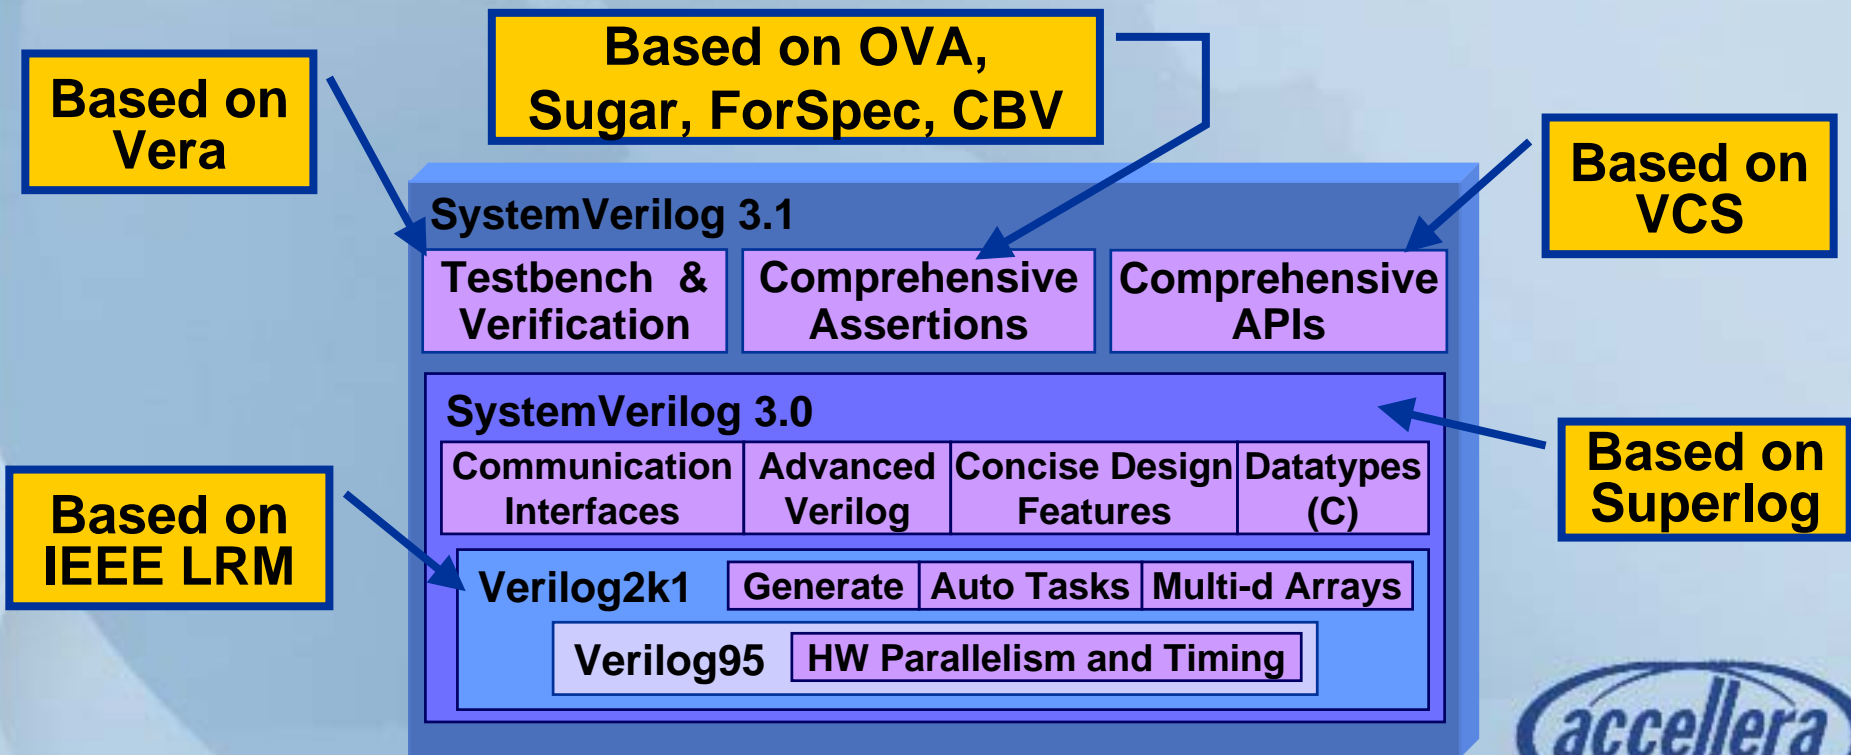 Based on OVA,
Sugar, ForSpec, CBV
Based on
Vera
Based on
VCS
SystemVerilog 3.1
Testbench &
Verification
Comprehensive
Assertions
Comprehensive
APIs
SystemVerilog 3.0
Communication
Interfaces
Advanced
Verilog
Concise Design
Features
Datatypes
(C)
Based on
Superlog
Based on
IEEE LRM
Verilog2k1
Generate
Auto Tasks
Multi-d Arrays
Verilog95
HW Parallelism and Timing
accellera